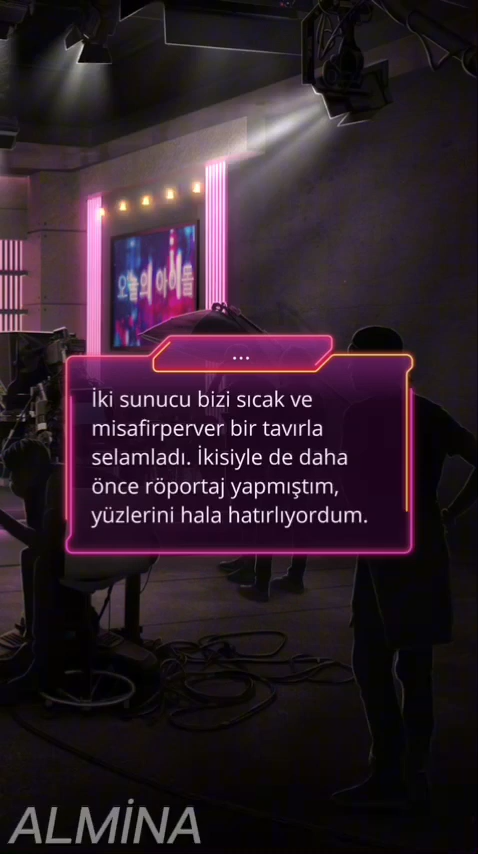 오늘의 아이돌
...
İki sunucu bizi sıcak ve
misafirperver bir tavırla
selamladı. İkisiyle de daha
önce röportaj yapmıştım,
yüzlerini hala hatırlıyordum.
ALMİNA